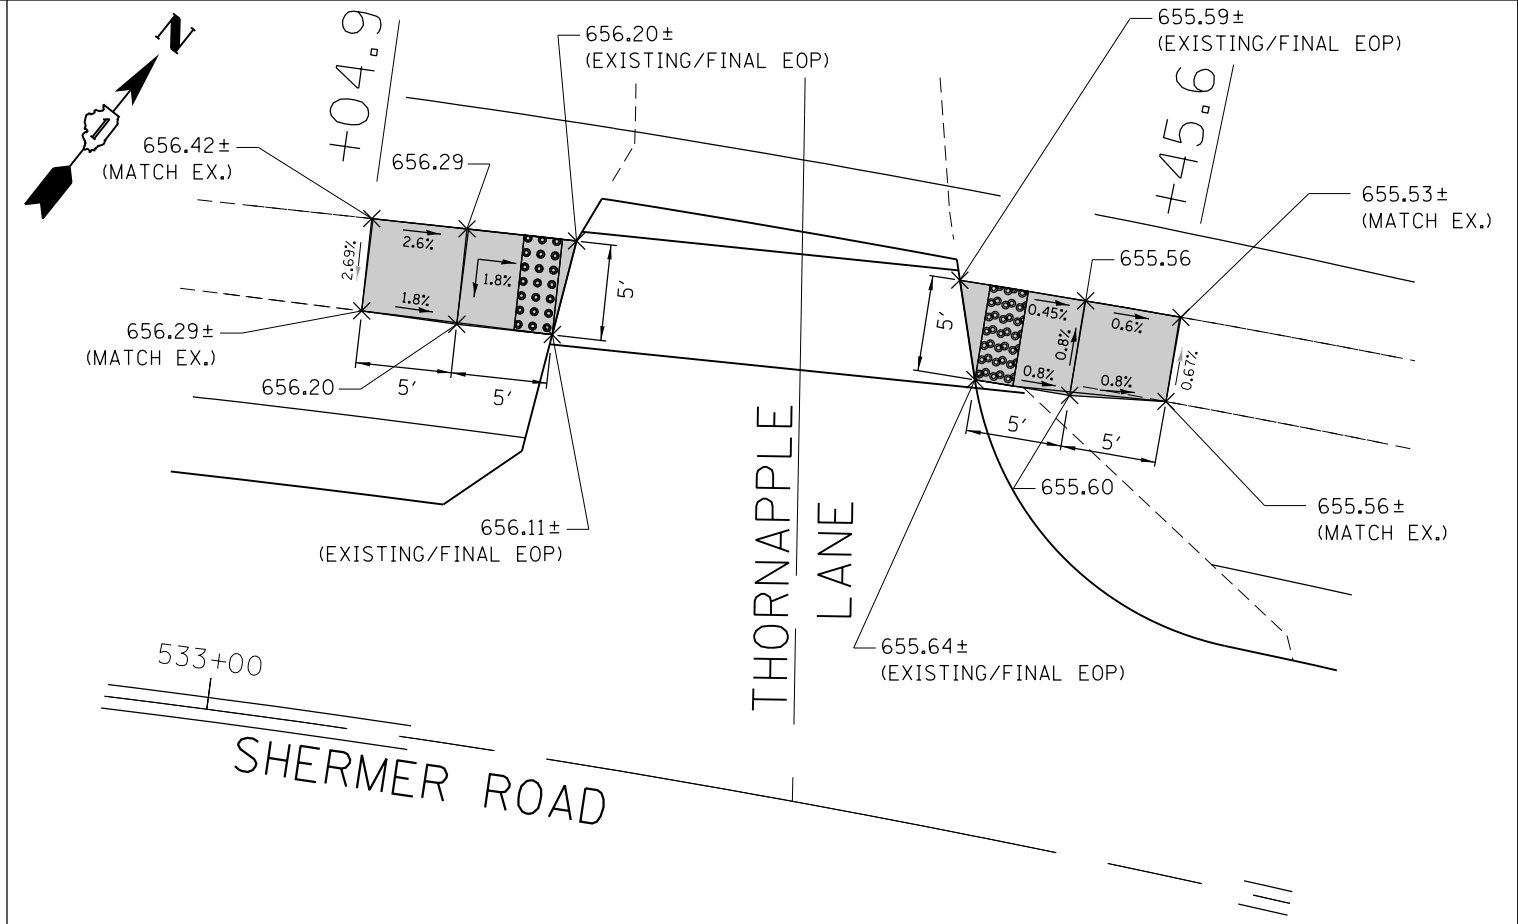 N
+04.9
656.20±
(EXISTING/FINAL EOP)
655.59±
(EXISTING/FINAL EOP)
+45.6
656.42±
(MATCH EX.)
656.29
655.53±
(MATCH EX.)
2.69%
2.6%
1.8%
1.8%
5'
655.56
656.29±
(MATCH EX.)
5'
0.45%
0.6%
0.8%
0.8%
0.8%
0.67%
656.20
5'
5'
5'
5'
655.60
656.11±
(EXISTING/FINAL EOP)
655.56±
(MATCH EX.)
THORNAPPLE
LANE
655.64±
(EXISTING/FINAL EOP)
533+00
SHERMER ROAD